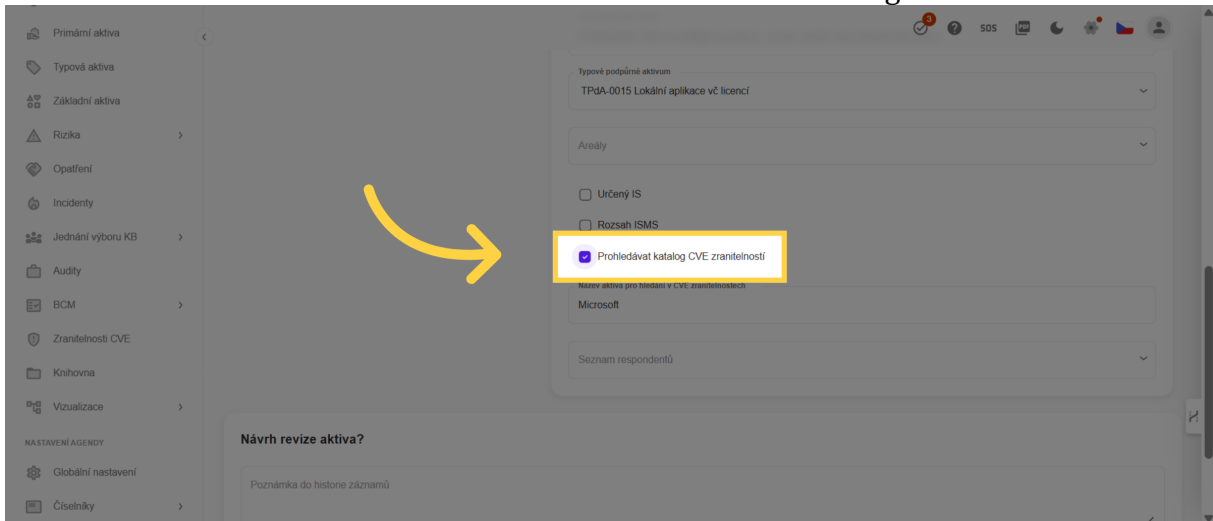 3
SOS
PDF
Primární aktiva
Typová aktiva
Základní aktiva
Rizika
Opatření
Incidenty
Jednání výboru KB
Audity
BCM
Zranitelnosti CVE
Knihovna
Vizualizace
NASTAVENÍ AGENDY
Globální nastavení
Číselníky
Typové podpůrné aktivum
TPdA-0015 Lokální aplikace vč licencí
Areály
Určený IS
Rozsah ISMS
Prohledávat katalog CVE zranitelností
Název aktiva pro hledání v CVE zranitelnostech
Microsoft
Seznam respondentů
Návrh revize aktiva?
Poznámka do historie záznamů